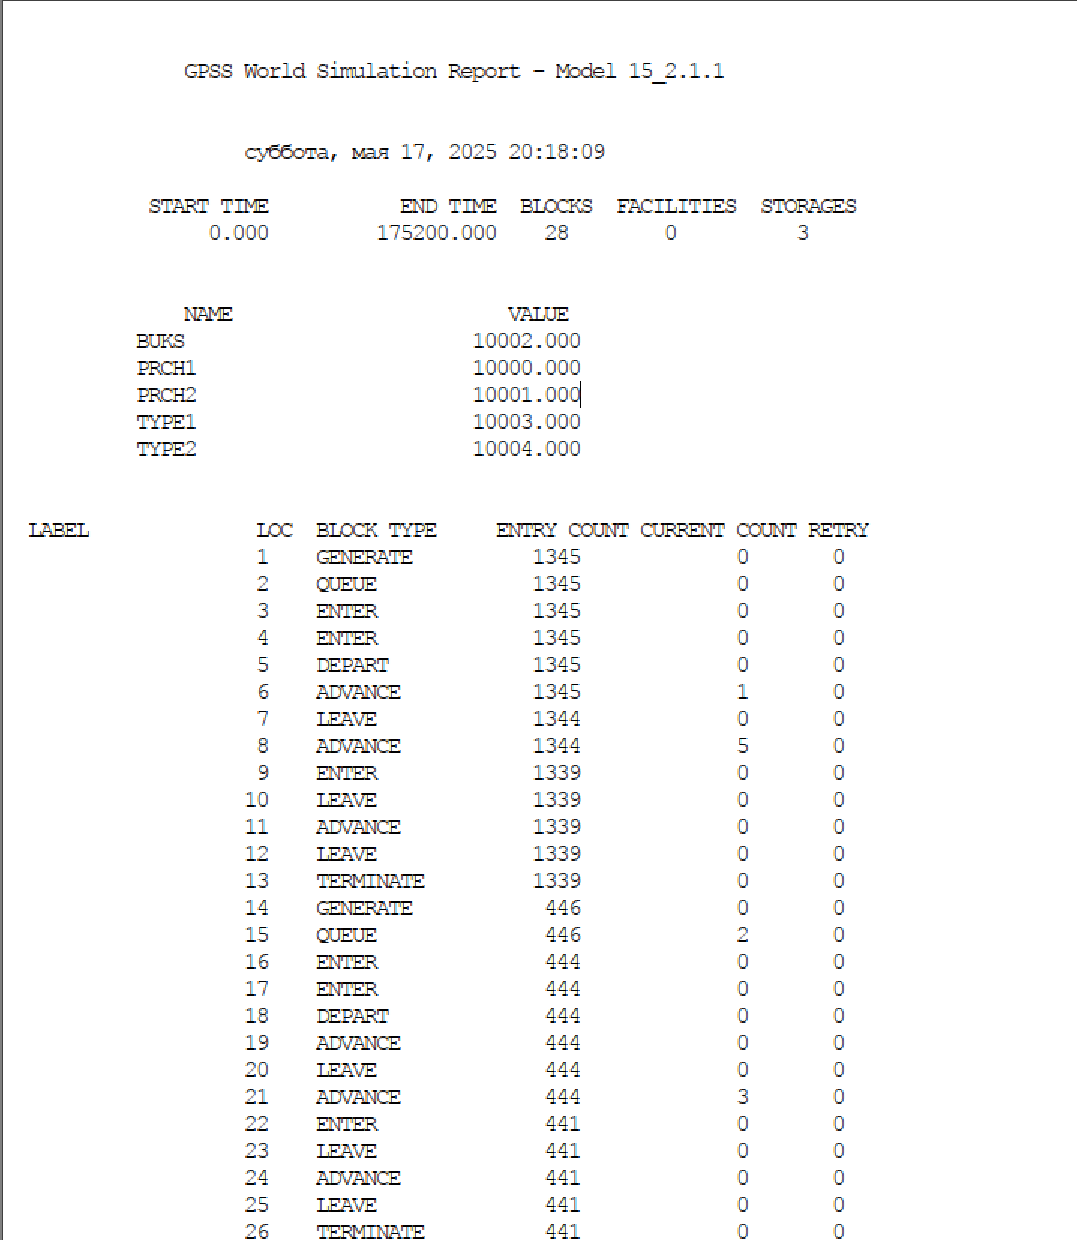 GPSS World Simulation Report - Model 15_2.1.1
суббота, мая 17, 2025 20:18:09
START TIME END TIME BLOCKS FACILITIES STORAGES
0.000 175200.000 28 0 3
NAME VALUE
BUKS 10002.000
PRCH1 10000.000
PRCH2 10001.000
TYPE1 10003.000
TYPE2 10004.000
LABEL LOC BLOCK TYPE ENTRY COUNT CURRENT COUNT RETRY
1 GENERATE 1345 0 0
2 QUEUE 1345 0 0
3 ENTER 1345 0 0
4 ENTER 1345 0 0
5 DEPART 1345 0 0
6 ADVANCE 1345 1 0
7 LEAVE 1344 0 0
8 ADVANCE 1344 5 0
9 ENTER 1339 0 0
10 LEAVE 1339 0 0
11 ADVANCE 1339 0 0
12 LEAVE 1339 0 0
13 TERMINATE 1339 0 0
14 GENERATE 446 0 0
15 QUEUE 446 2 0
16 ENTER 444 0 0
17 ENTER 444 0 0
18 DEPART 444 0 0
19 ADVANCE 444 0 0
20 LEAVE 444 0 0
21 ADVANCE 444 3 0
22 ENTER 441 0 0
23 LEAVE 441 0 0
24 ADVANCE 441 0 0
25 LEAVE 441 0 0
26 TERMINATE 441 0 0